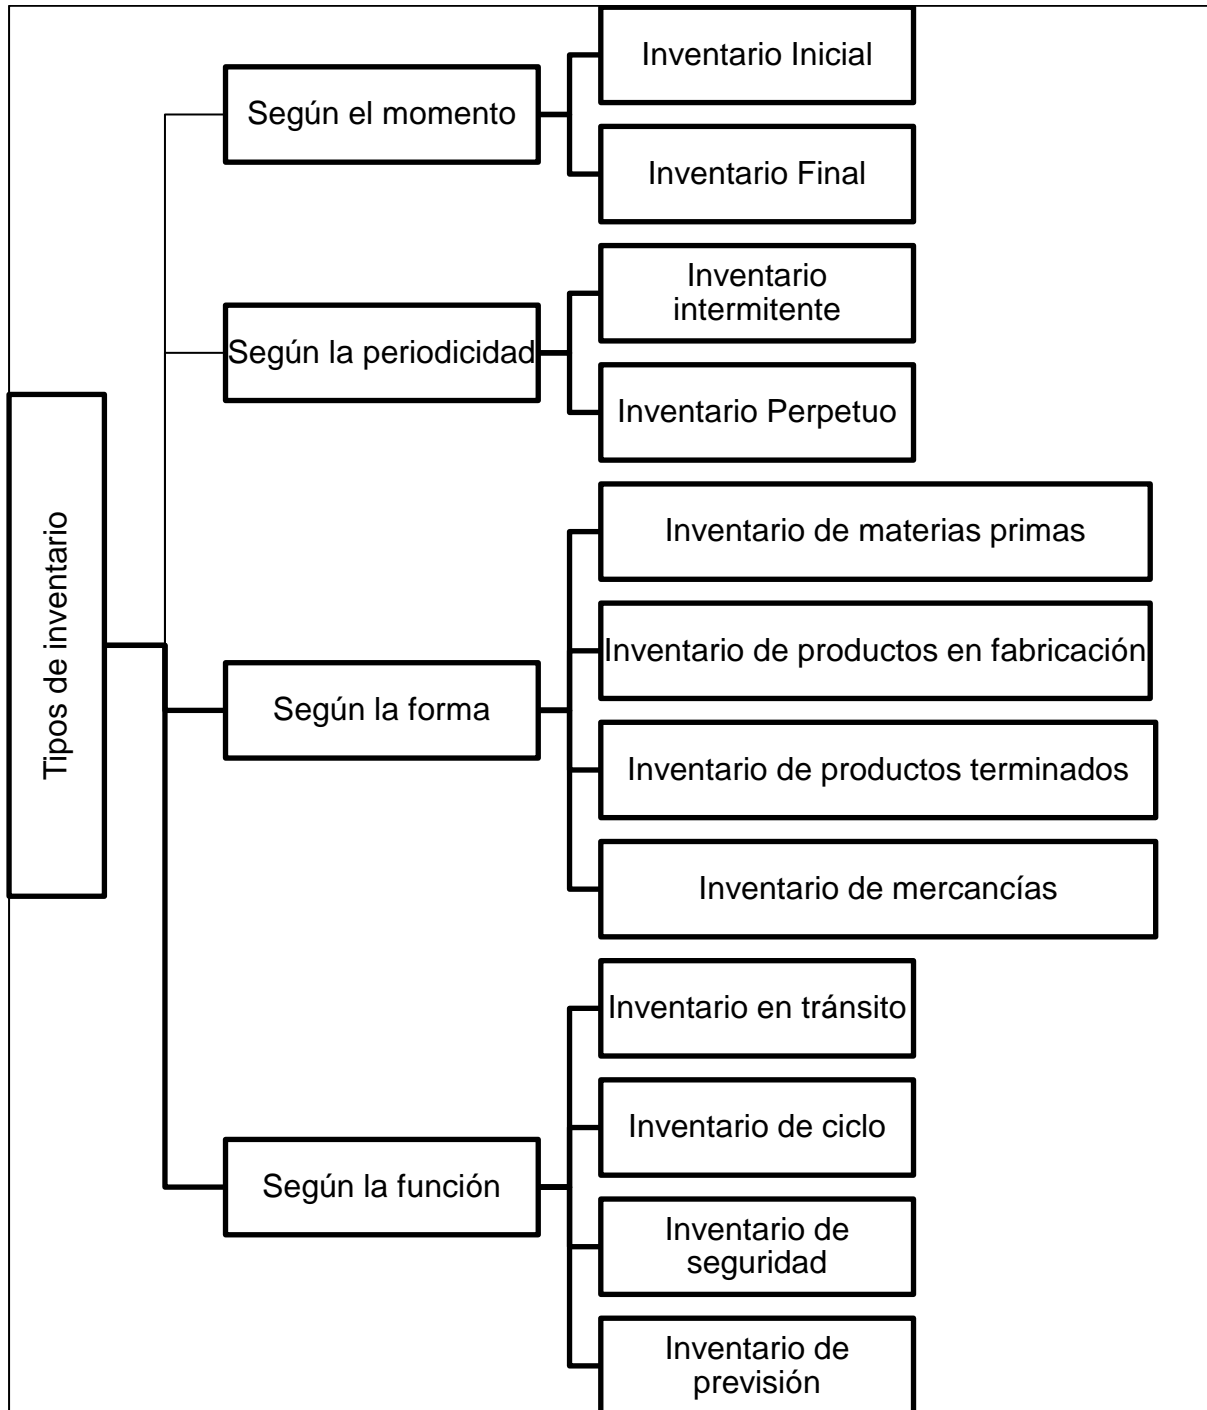 Tipos de inventario
Según el momento
Inventario Inicial
Inventario Final
Según la periodicidad
Inventario
intermitente
Inventario Perpetuo
Según la forma
Inventario de materias primas
Inventario de productos en fabricación
Inventario de productos terminados
Inventario de mercancías
Según la función
Inventario en tránsito
Inventario de ciclo
Inventario de
seguridad
Inventario de
previsión